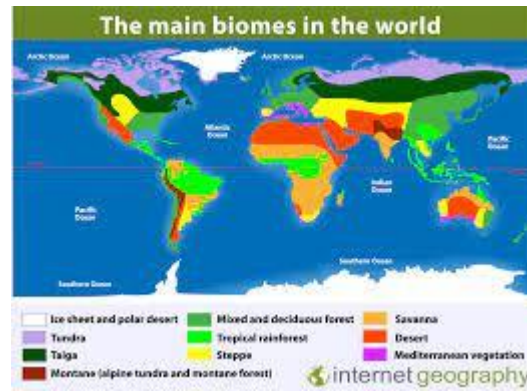 The main biomes in the world
Arctic Ocean
Arctic Ocean
Atlantic
Ocean
Pacific
Ocean
Indian
Ocean
Pacific
Ocean
Southern Ocean
Southern Ocean
Ice sheet and polar desert
Mixed and deciduous forest
Savanna
Tundra
Tropical rainforest
Desert
Taiga
Steppe
Mediterranean vegetation
Montane (alpine tundra and montane forest)
internet geography